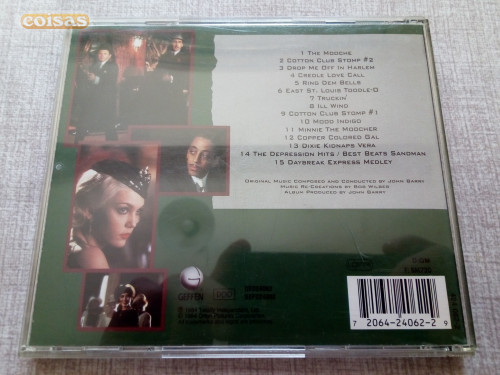 coisas
1 The Mooche
2 Cotton Club Stomp #2
3 Drop Me Off In Harlem
4 Creole Love Call
5 Ring Dem Bells
6 East St. Louis Toodle-O
7 Truckin'
8 Ill Wind
9 Cotton Club Stomp #1
10 Mood Indigo
11 Minnie The Moocher
12 Copper Colored Gal
13 Dixie Kidnaps Vera
14 The Depression Hits / Best Beats Sandman
15 Daybreak Express Medley
Original Music Composed and Conducted by John Barry
Music Re-Creations by Bob Wilber
Album Produced by John Barry
GEFFEN
7 2064-24062-2 9